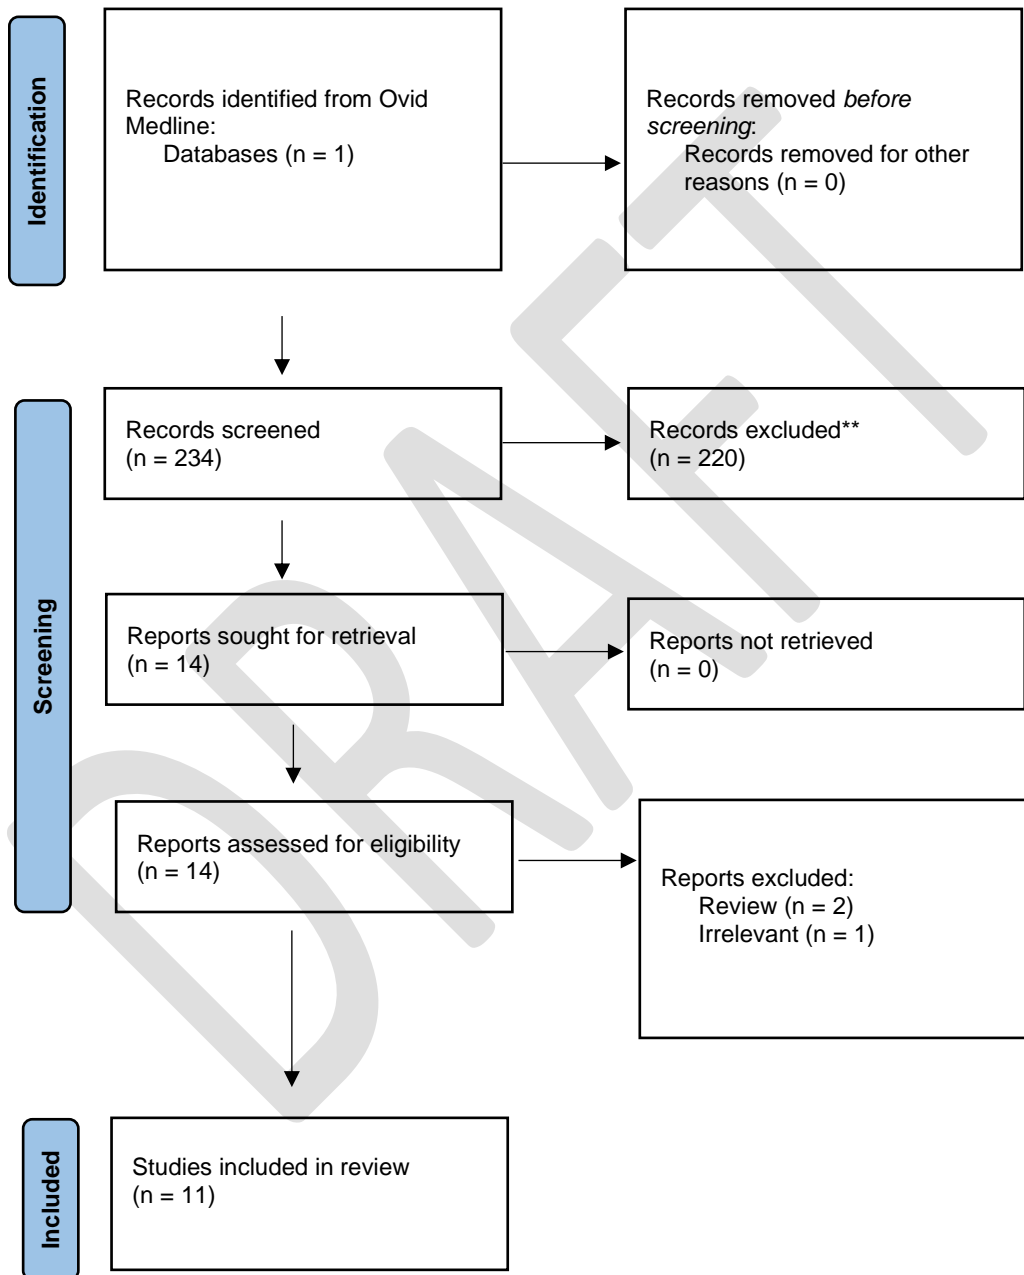 Identification
Records identified from Ovid
Medline:
Databases (n = 1)
Records removed before
screening:
Records removed for other
reasons (n = 0)
Screening
Records screened
(n = 234)
Records excluded**
(n = 220)
Reports sought for retrieval
(n = 14)
Reports not retrieved
(n = 0)
Reports assessed for eligibility
(n = 14)
Reports excluded:
Review (n = 2)
Irrelevant (n = 1)
Included
Studies included in review
(n = 11)
DRAFT